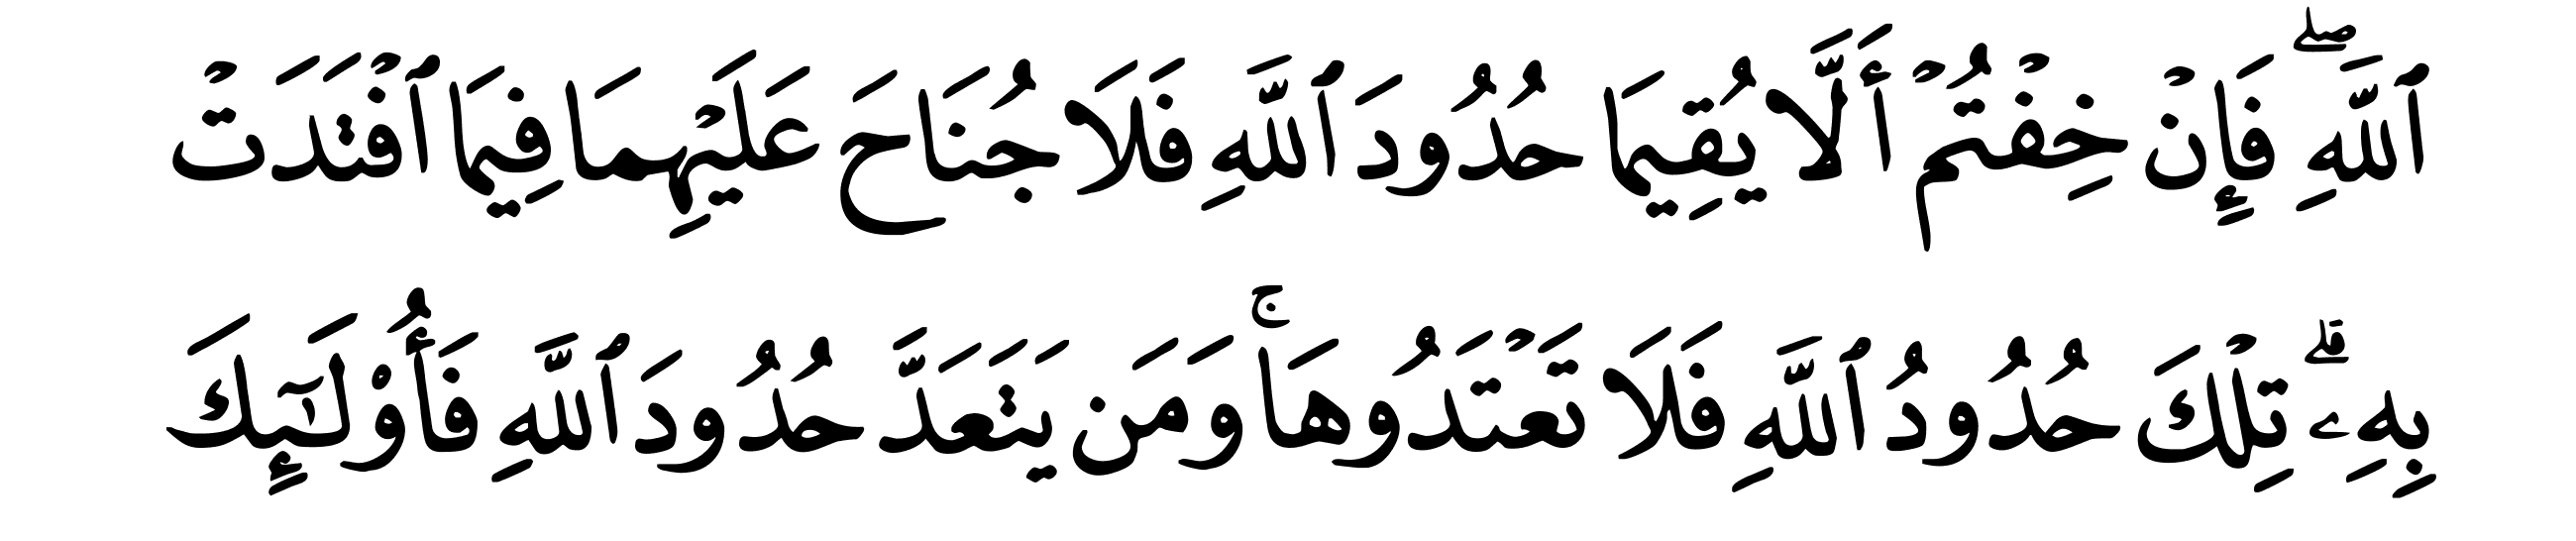 ٱللَّهِۖ فَإِنۡ خِفۡتُمۡ أَلَّا يُقِيمَا حُدُودَ ٱللَّهِ فَلَا جُنَاحَ عَلَيۡهِمَا فِيمَا ٱفۡتَدَتۡ
بِهِۦۗ تِلۡكَ حُدُودُ ٱللَّهِ فَلَا تَعۡتَدُوهَاۚ وَمَن يَتَعَدَّ حُدُودَ ٱللَّهِ فَأُوْلَٰٓئِكَ